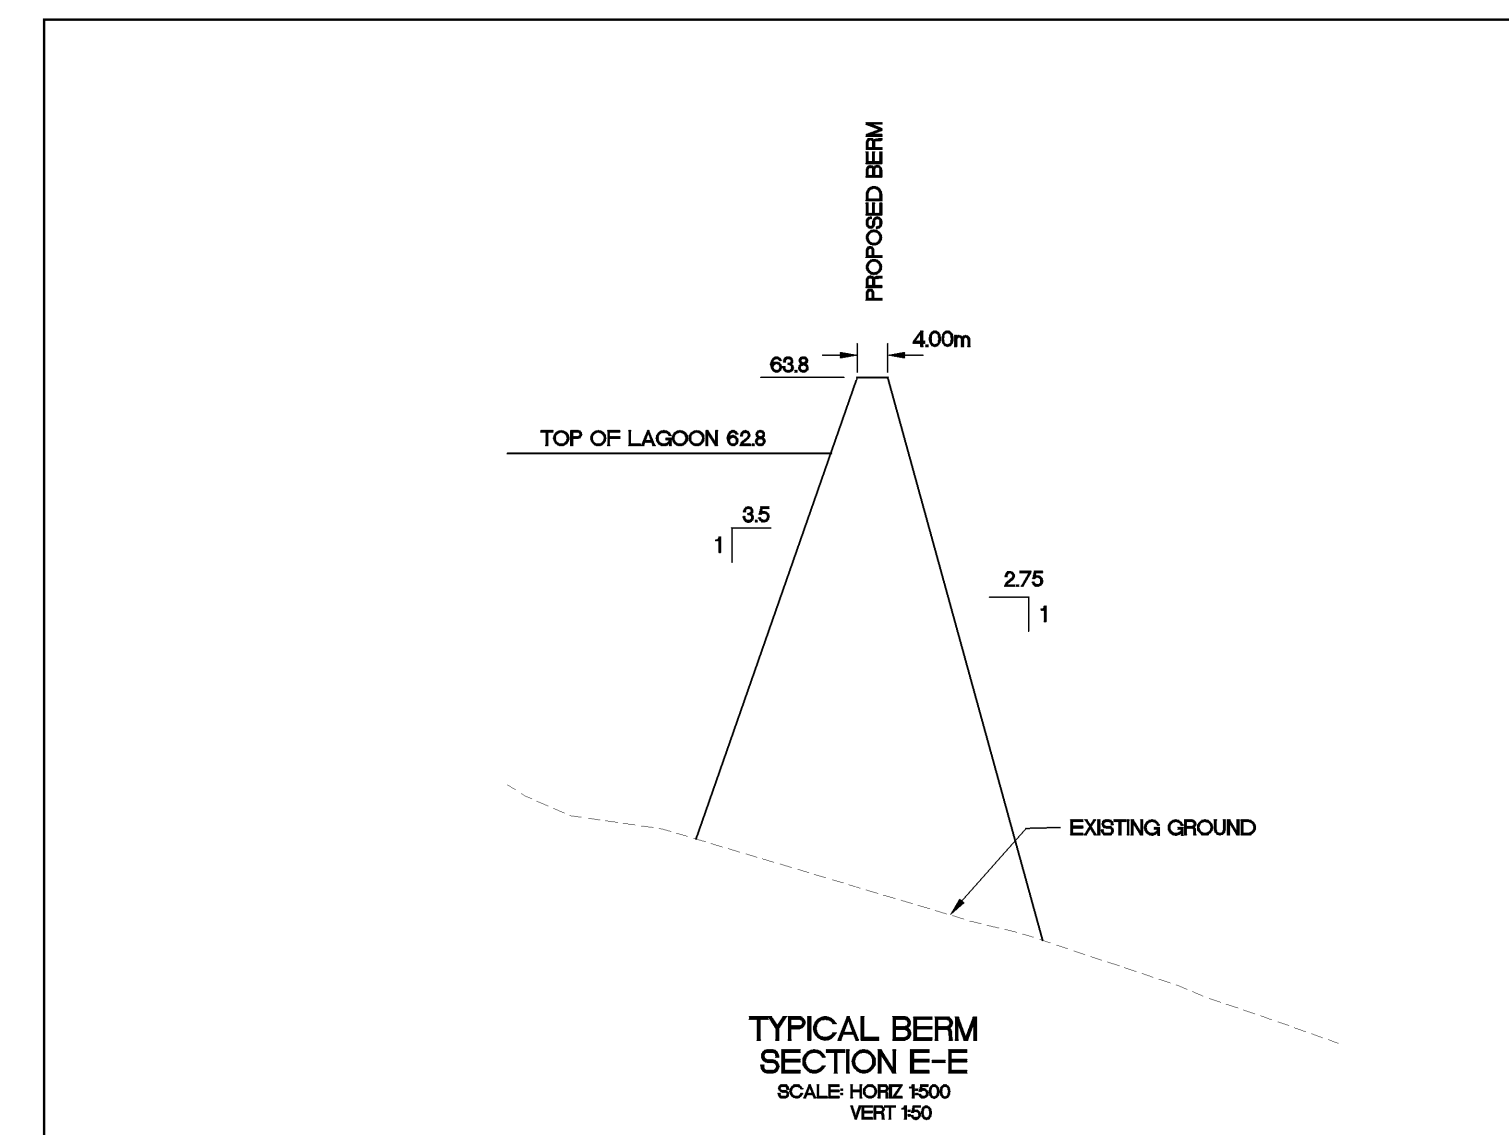 PROPOSED BERM
4.00m
63.8
TOP OF LAGOON 62.8
3.5
1
2.75
1
EXISTING GROUND
TYPICAL BERM
SECTION E-E
SCALE: HORIZ 1:500
VERT 1:50